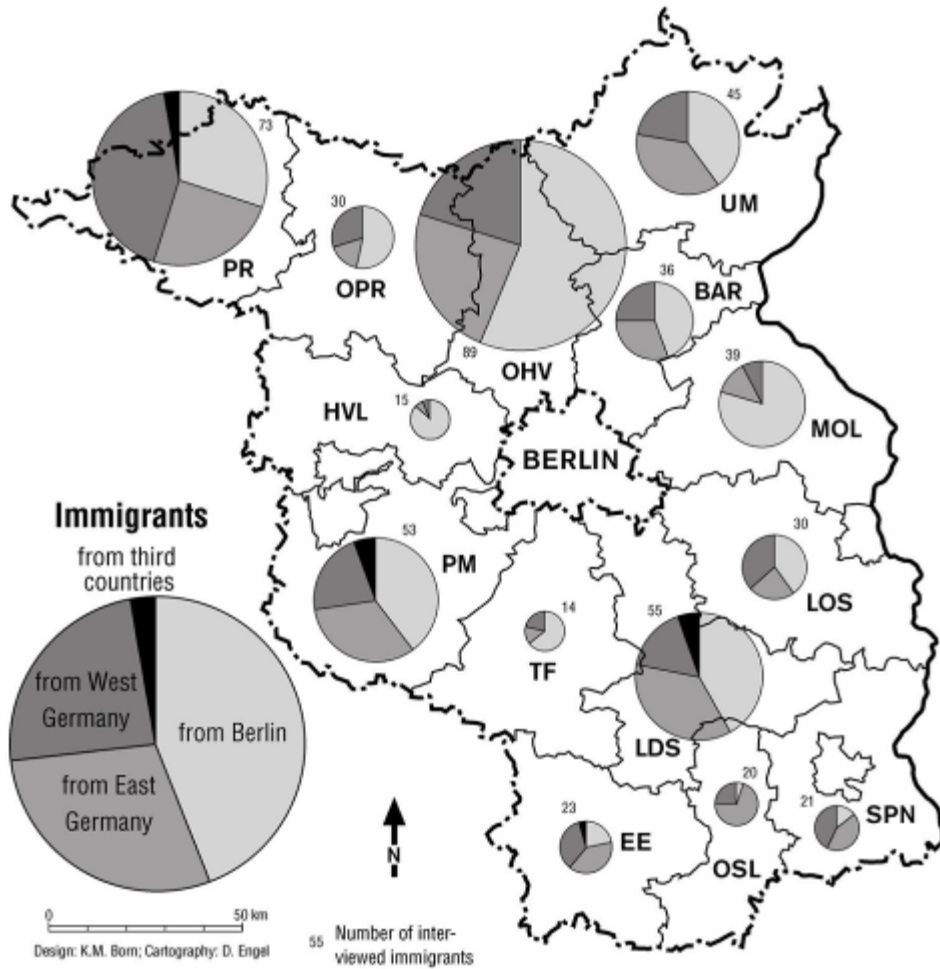 45
UM
73
PR
30
OPR
36
BAR
89
OHV
39
MOL
15
HVL
BERLIN
Immigrants
from third
countries
from West
Germany
from Berlin
from East
Germany
53
PM
30
LOS
14
TF
55
LDS
20
OSL
21
SPN
23
EE
N
0 50 km
Design: K.M. Born; Cartography: D. Engel
55 Number of inter-
viewed immigrants